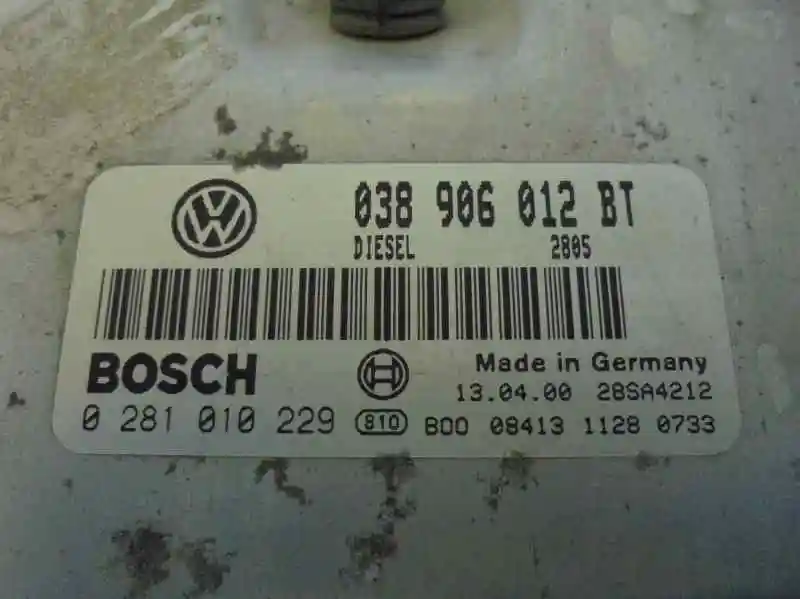 038 906 012 BT
DIESEL 2805
BOSCH
Made in Germany
13.04.00 28SA4212
0 281 010 229 810 B00 08413 1128 0733